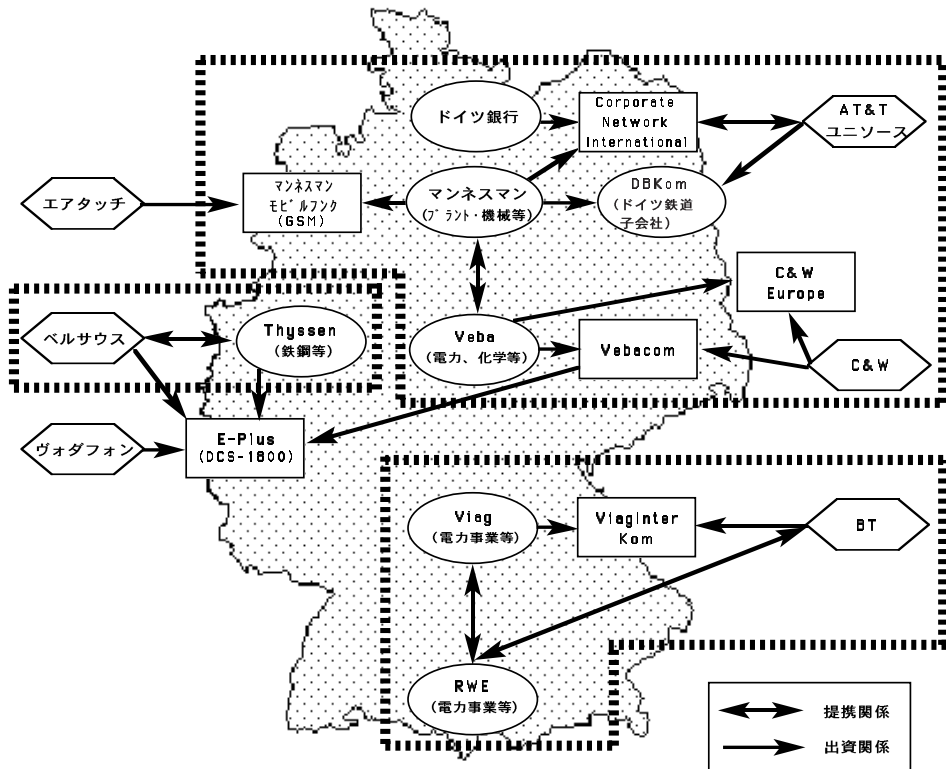 ドイツ銀行
Corporate
Network
International
AT&T
ユニソース
エアタッチ
マンネスマン
モビルフンク
(GSM)
マンネスマン
(プラント・機械等)
DBKom
(ドイツ鉄道
子会社)
C&W
Europe
ベルサウス
Thyssen
(鉄鋼等)
Veba
(電力、化学等)
Vebacom
C&W
ヴォダフォン
E-Plus
(DCS-1800)
Viag
(電力事業等)
ViagInter
Kom
BT
RWE
(電力事業等)
提携関係
出資関係